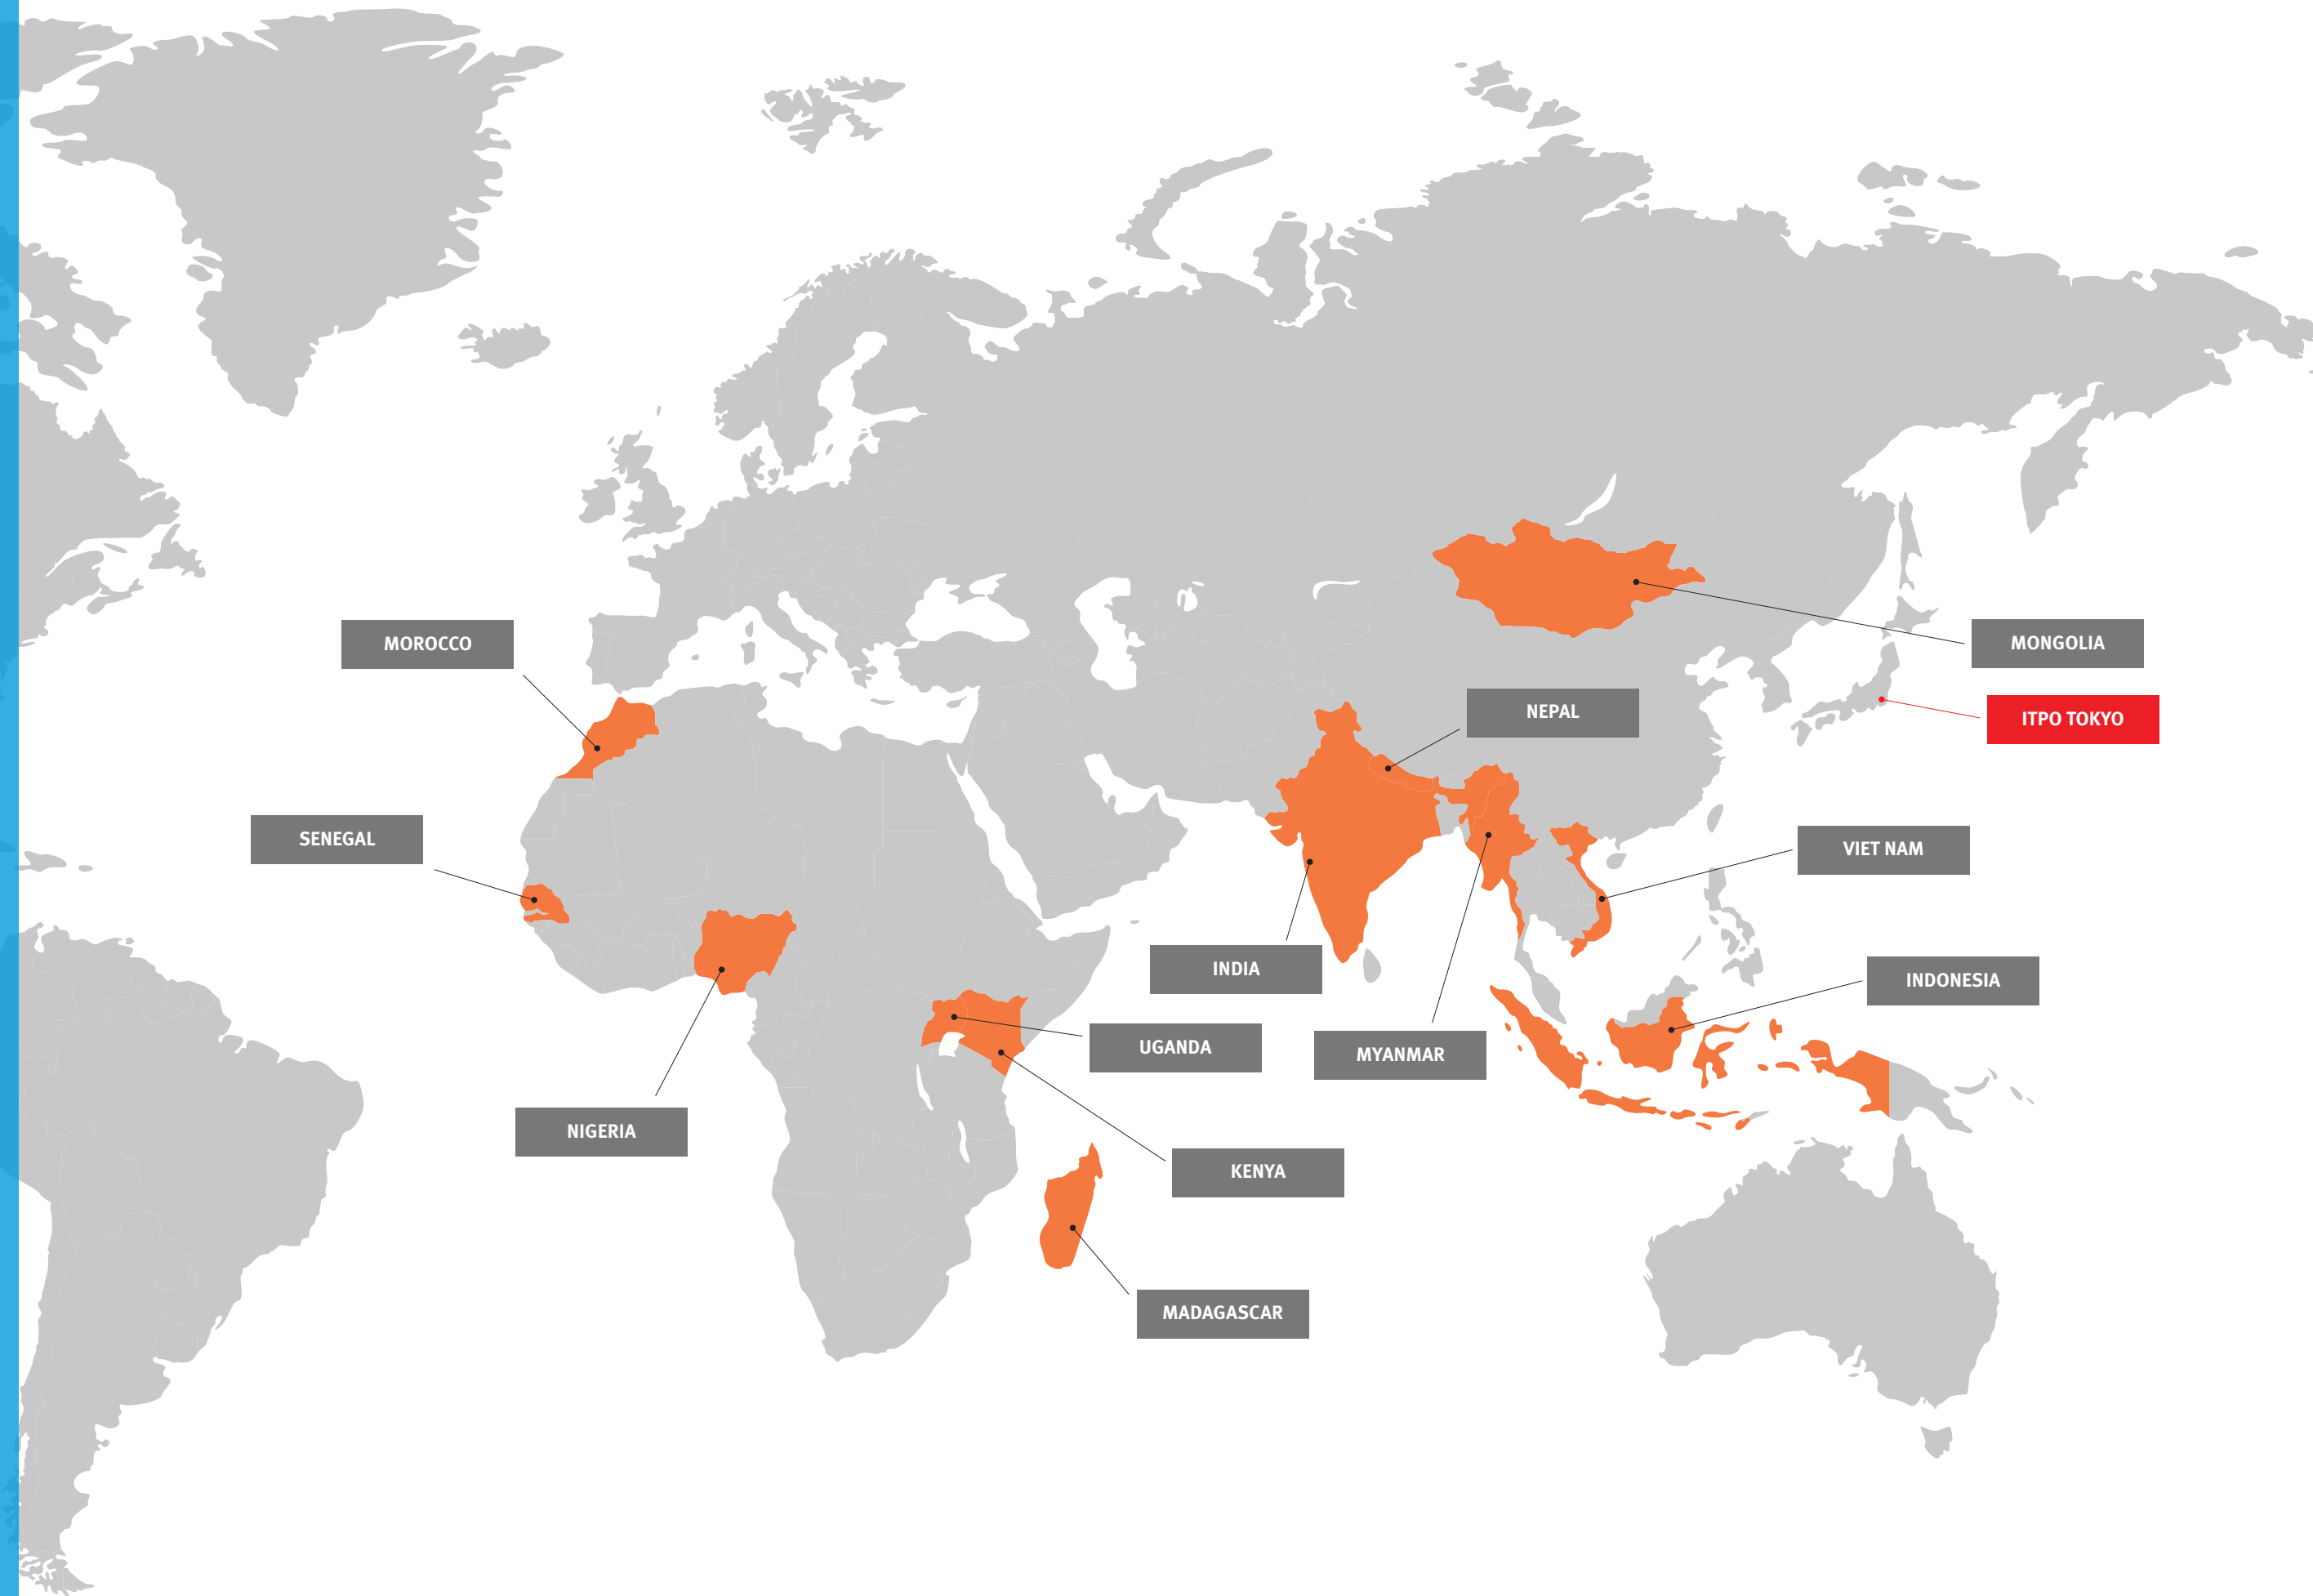 MOROCCO
MONGOLIA
NEPAL
ITPO TOKYO
SENEGAL
VIET NAM
INDIA
INDONESIA
UGANDA
MYANMAR
NIGERIA
KENYA
MADAGASCAR